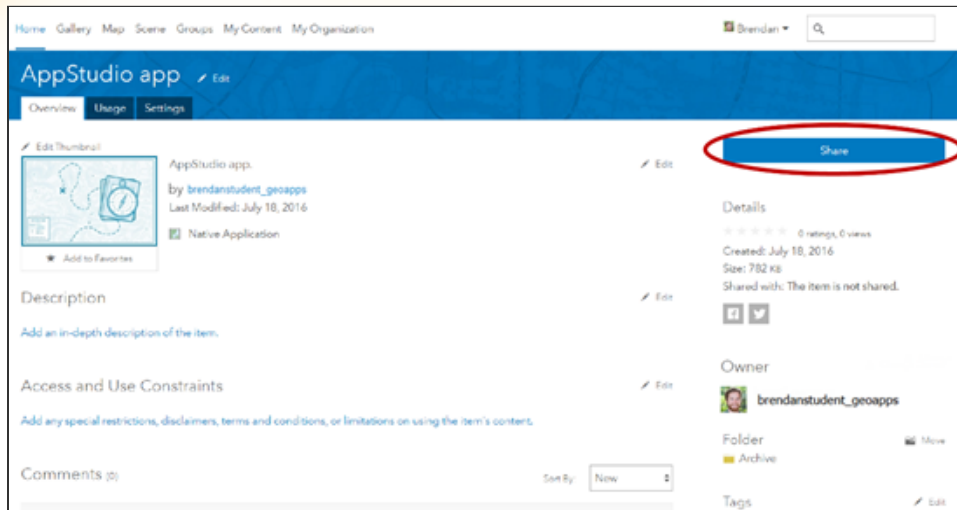 Home Gallery Map Scene Groups My Content My Organization
Brendan
AppStudio app Edit
Overview Usage Settings
Edit Thumbnail
AppStudio app.
Edit
by brendanstudent_geoapps
Last Modified: July 18, 2016
Native Application
Add to Favorites
Description
Edit
Add an in-depth description of the item.
Access and Use Constraints
Edit
Add any special restrictions, disclaimers, terms and conditions, or limitations on using the item's content.
Comments (0)
Sort By: New
Share
Details
0 ratings, 0 views
Created: July 18, 2016
Size: 782 KB
Shared with: The item is not shared.
Owner
brendanstudent_geoapps
Folder
Move
Archive
Tags
Edit